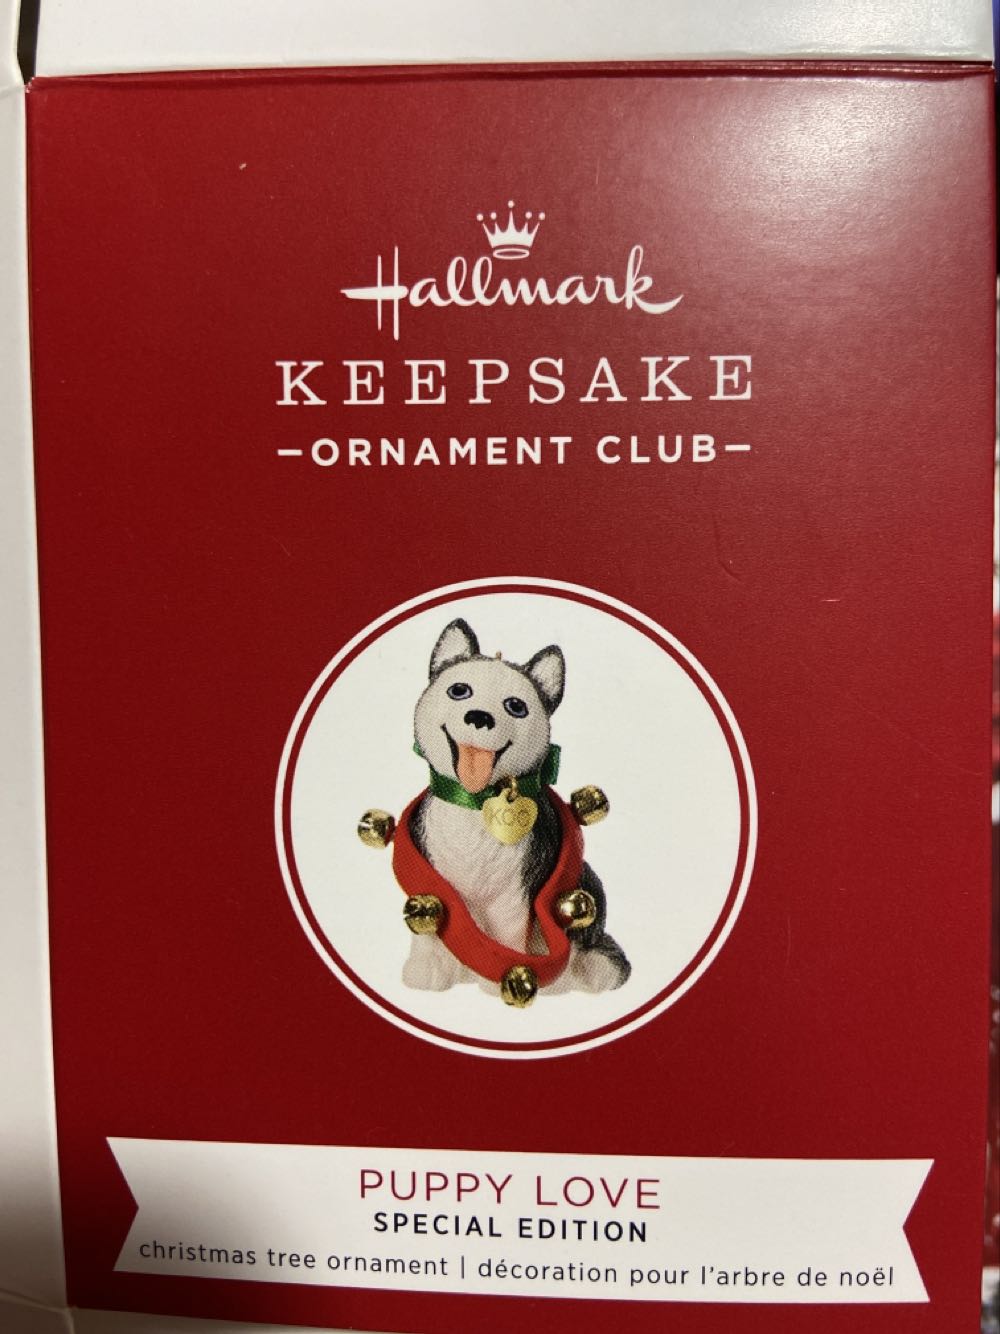 Hallmark
KEEPSAKE
–ORNAMENT CLUB–
KOC
PUPPY LOVE
SPECIAL EDITION
christmas tree ornament | décoration pour l'arbre de noël